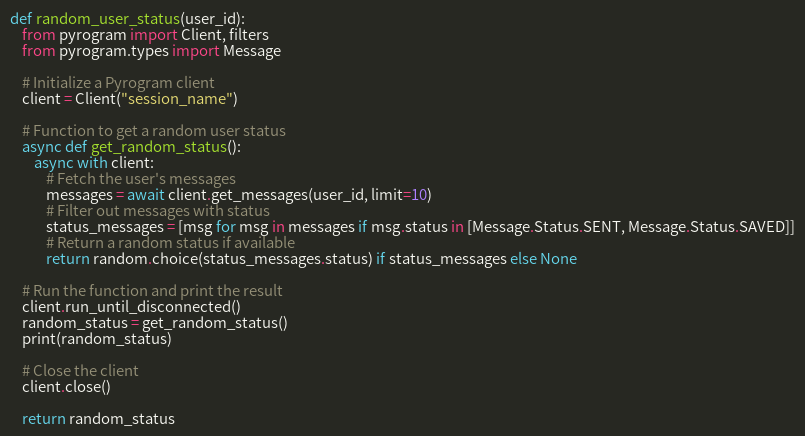 def random_user_status(user_id):
from pyrogram import Client, filters
from pyrogram.types import Message
# Initialize a Pyrogram client
client = Client("session_name")
# Function to get a random user status
async def get_random_status():
async with client:
# Fetch the user's messages
messages = await client.get_messages(user_id, limit=10)
# Filter out messages with status
status_messages = [msg for msg in messages if msg.status in [Message.Status.SENT, Message.Status.SAVED]]
# Return a random status if available
return random.choice(status_messages.status) if status_messages else None
# Run the function and print the result
client.run_until_disconnected()
random_status = get_random_status()
print(random_status)
# Close the client
client.close()
return random_status